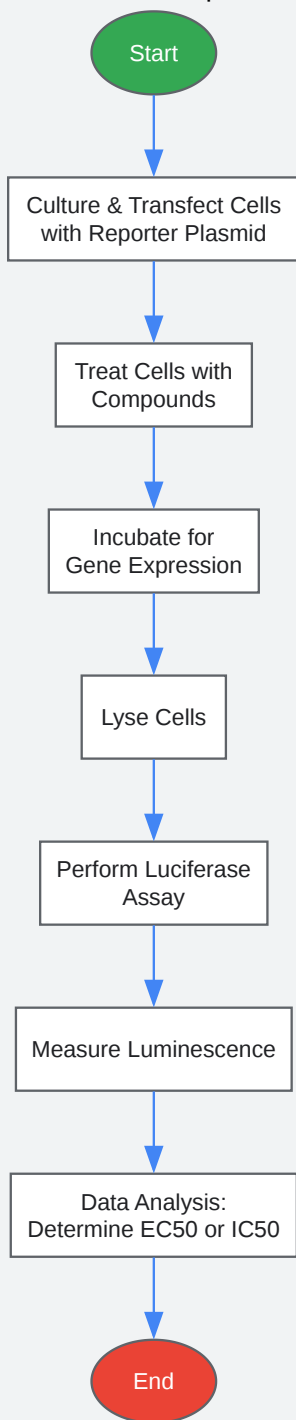 Start
Culture & Transfect Cells
with Reporter Plasmid
Treat Cells with
Compounds
Incubate for
Gene Expression
Lyse Cells
Perform Luciferase
Assay
Measure Luminescence
Data Analysis:
Determine EC50 or IC50
End